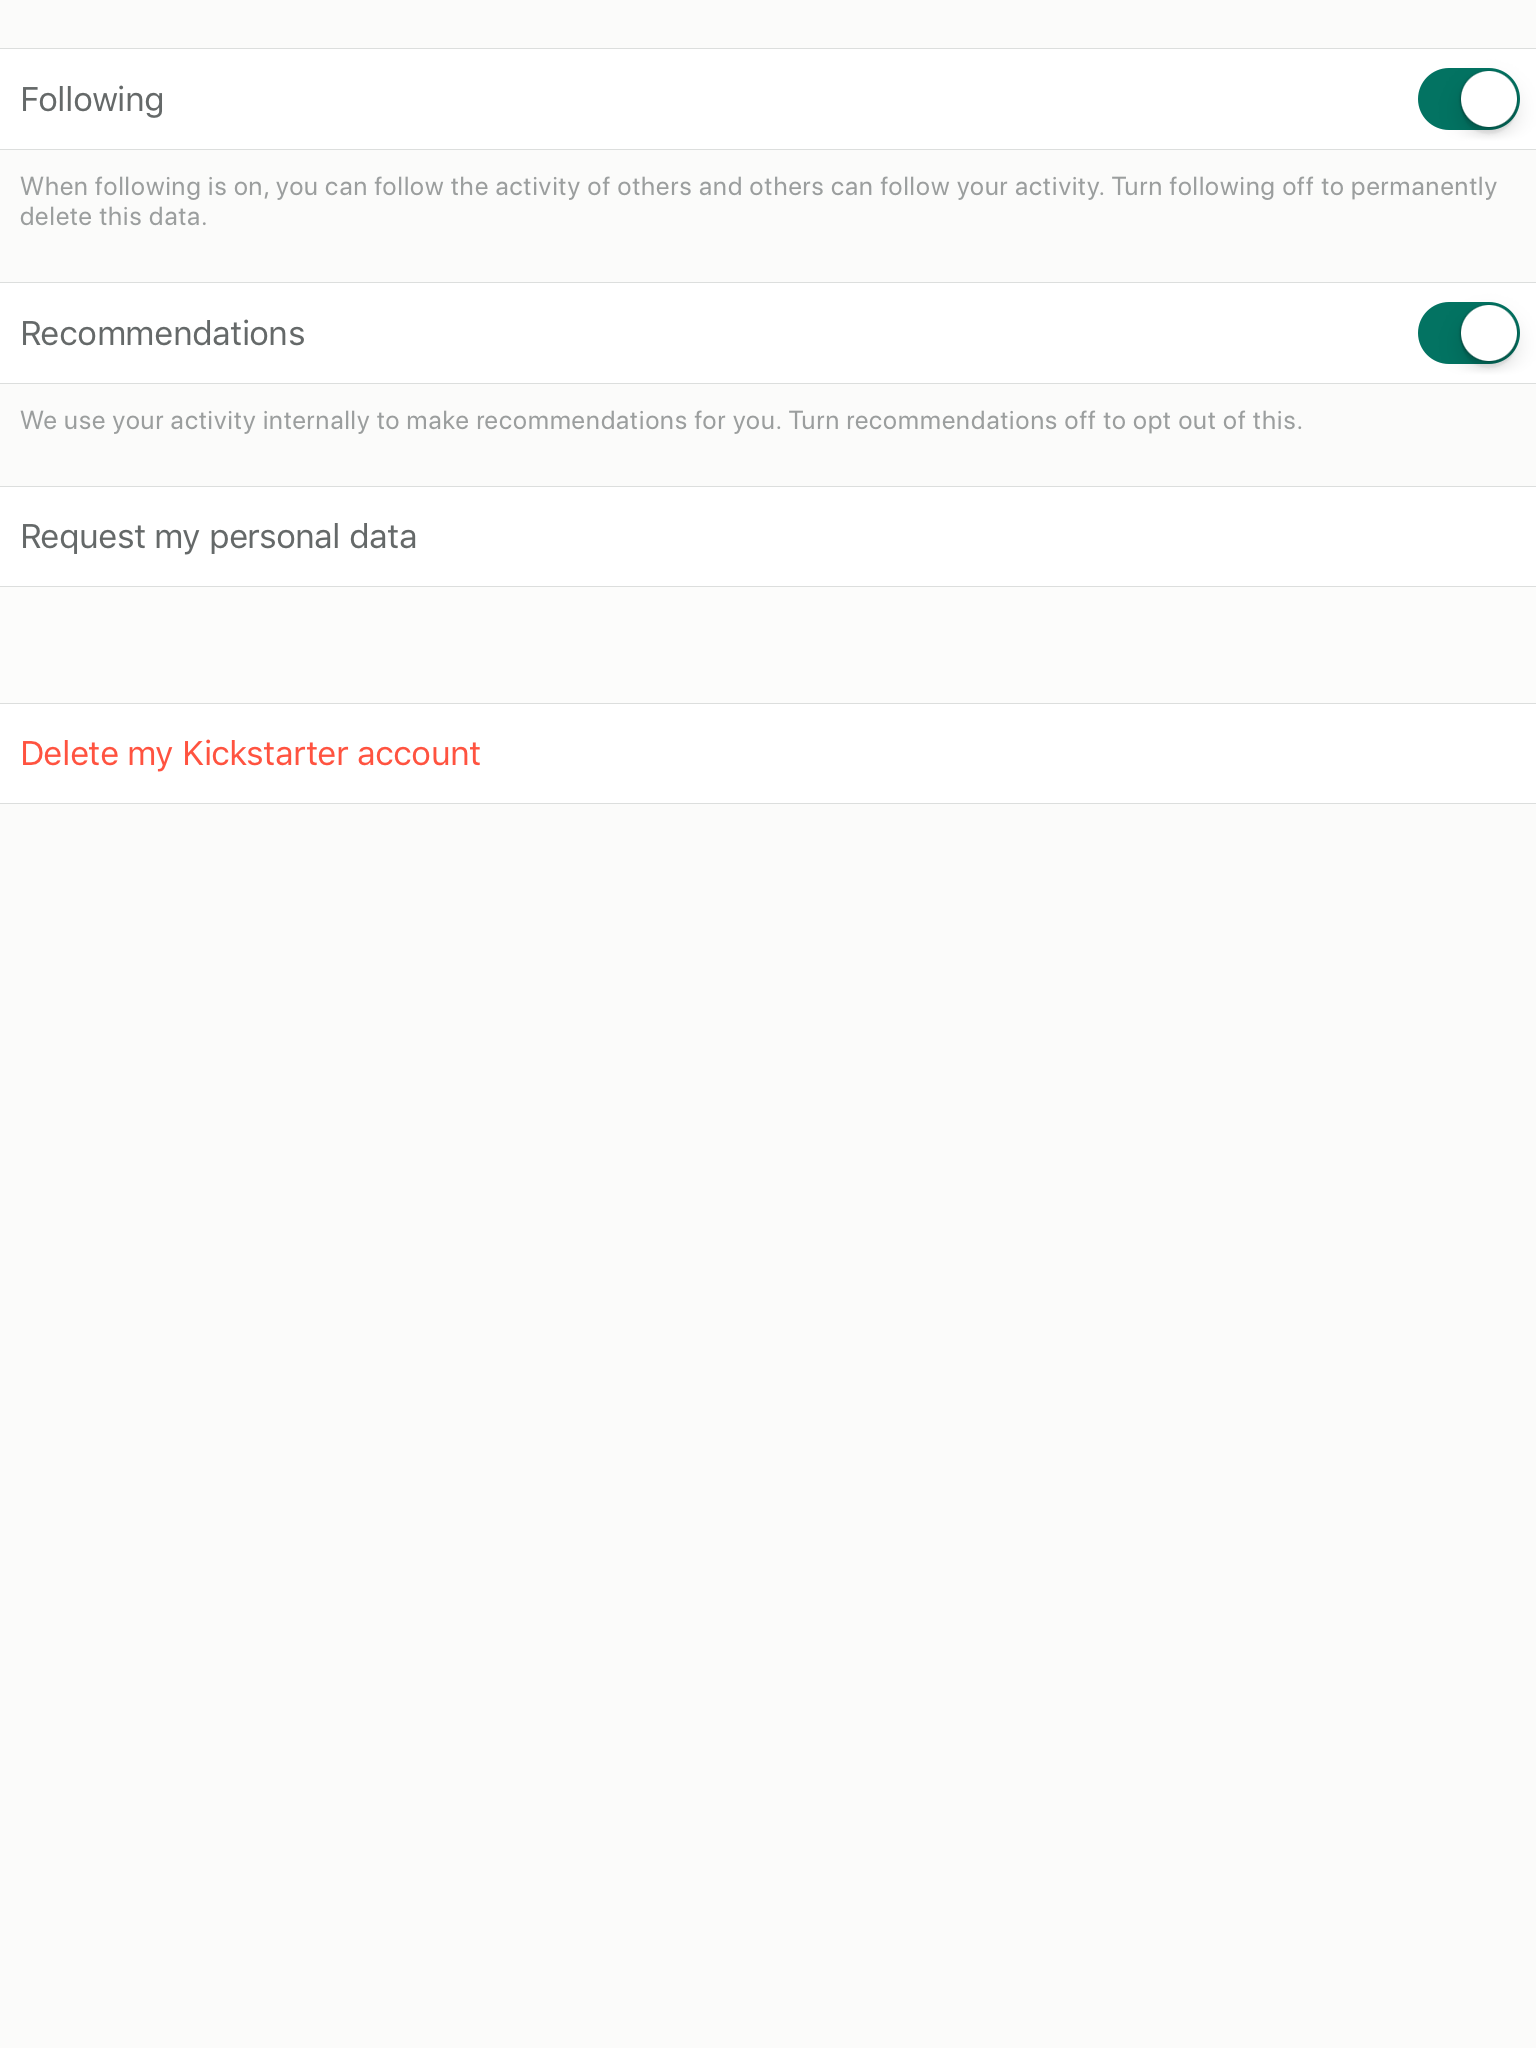 Following
When following is on, you can follow the activity of others and others can follow your activity. Turn following off to permanently
delete this data.
Recommendations
We use your activity internally to make recommendations for you. Turn recommendations off to opt out of this.
Request my personal data
Delete my Kickstarter account